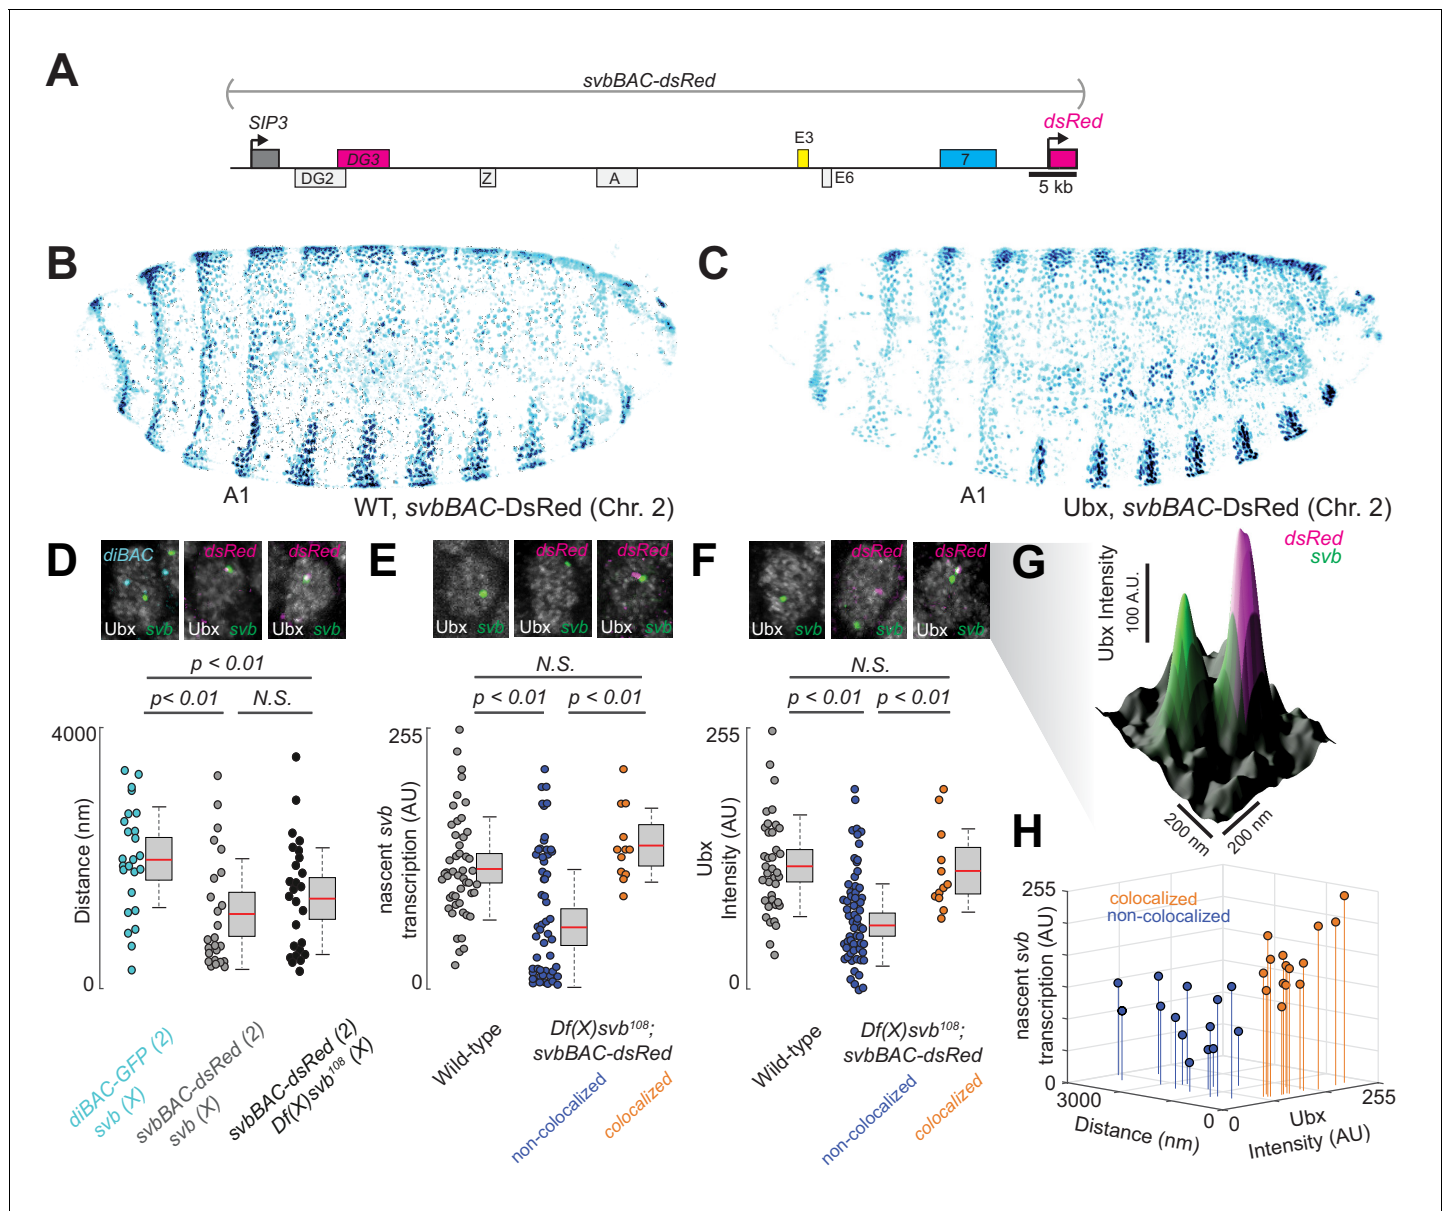 A
svbBAC-dsRed
SIP3
DG3
E3
7
dsRed
DG2
Z
A
E6
5 kb
B
A1
WT, svbBAC-DsRed (Chr. 2)
C
A1
Ubx, svbBAC-DsRed (Chr. 2)
D
diBAC
Ubx svb
dsRed
Ubx svb
dsRed
Ubx svb
p < 0.01
p< 0.01
N.S.
4000
Distance (nm)
0
diBAC-GFP (2)
svb (X)
svbBAC-dsRed (2)
svb (X)
svbBAC-dsRed (2)
Df(X)svb108 (X)
E
Ubx svb
dsRed
Ubx svb
dsRed
Ubx svb
N.S.
p < 0.01
p < 0.01
255
nascent svb
transcription (AU)
0
Wild-type
Df(X)svb108;
svbBAC-dsRed
non-colocalized
colocalized
F
Ubx svb
dsRed
svb
dsRed
Ubx svb
N.S.
p < 0.01
p < 0.01
255
Ubx
Intensity (AU)
0
Wild-type
Df(X)svb108;
svbBAC-dsRed
non-colocalized
colocalized
G
dsRed
svb
Ubx Intensity
100 A.U.
200 nm
200 nm
H
255
colocalized
non-colocalized
nascent svb
transcription (AU)
0
3000
Distance (nm)
0
0
Ubx
Intensity (AU)
255